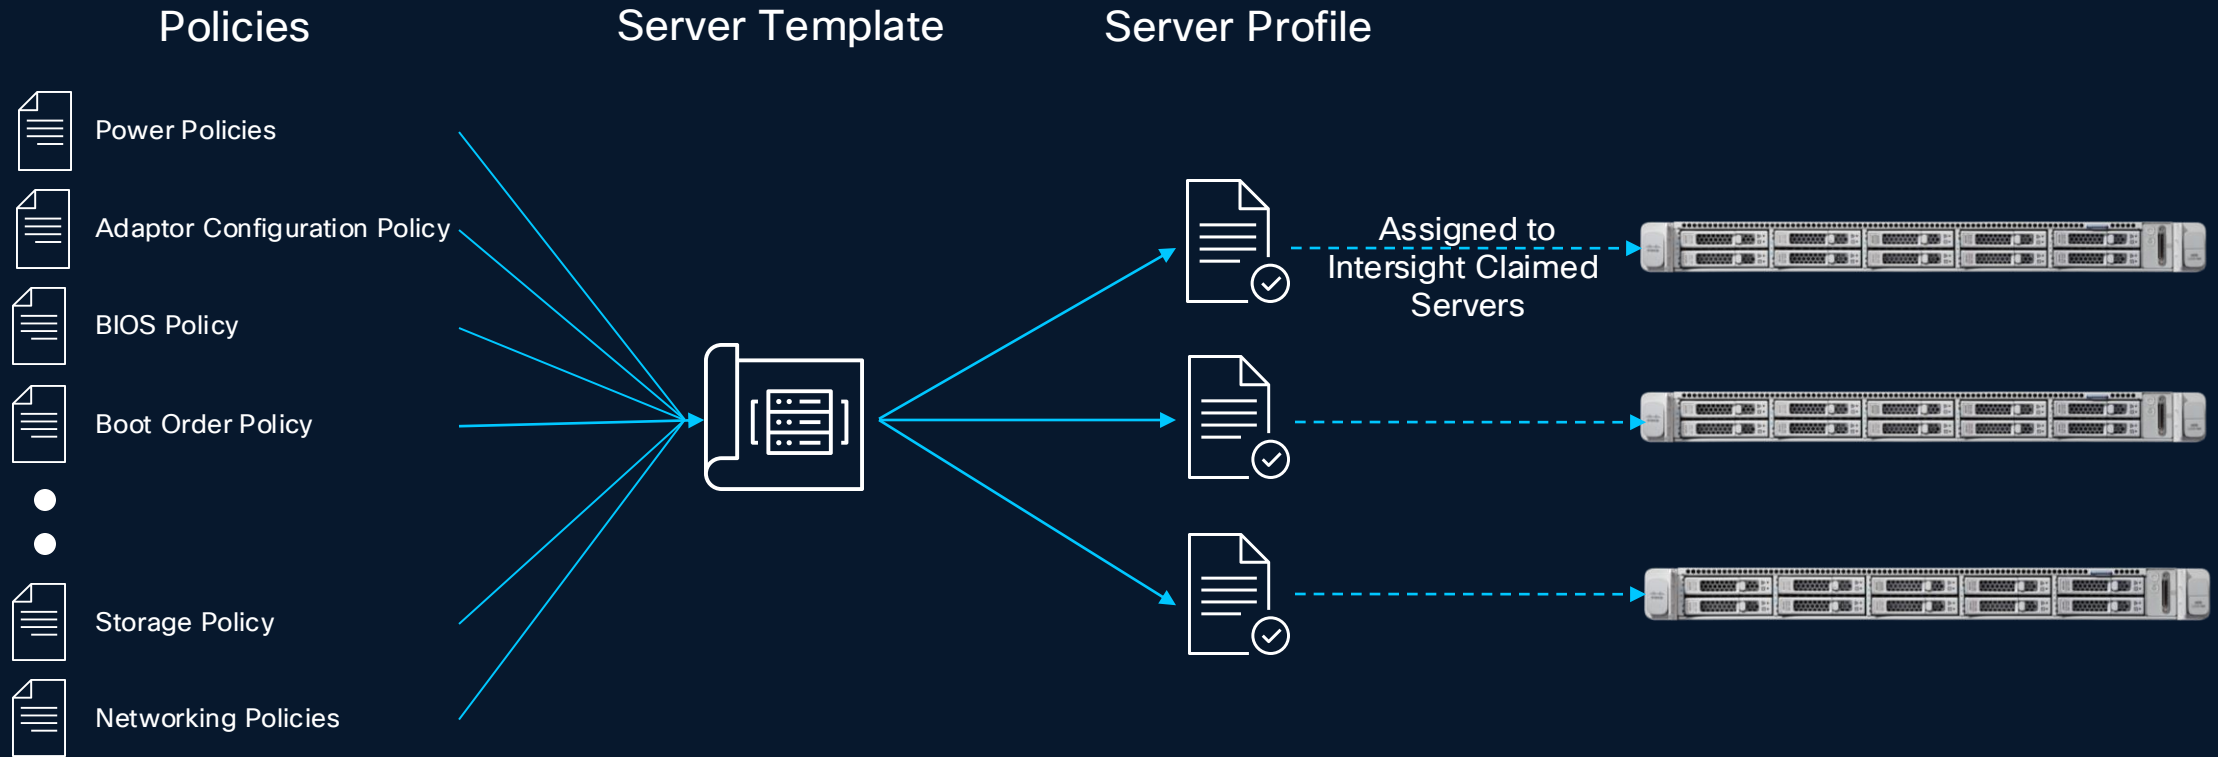 Policies
Server Template
Server Profile
Power Policies
Adaptor Configuration Policy
BIOS Policy
Boot Order Policy
Storage Policy
Networking Policies
Assigned to
Intersight Claimed
Servers